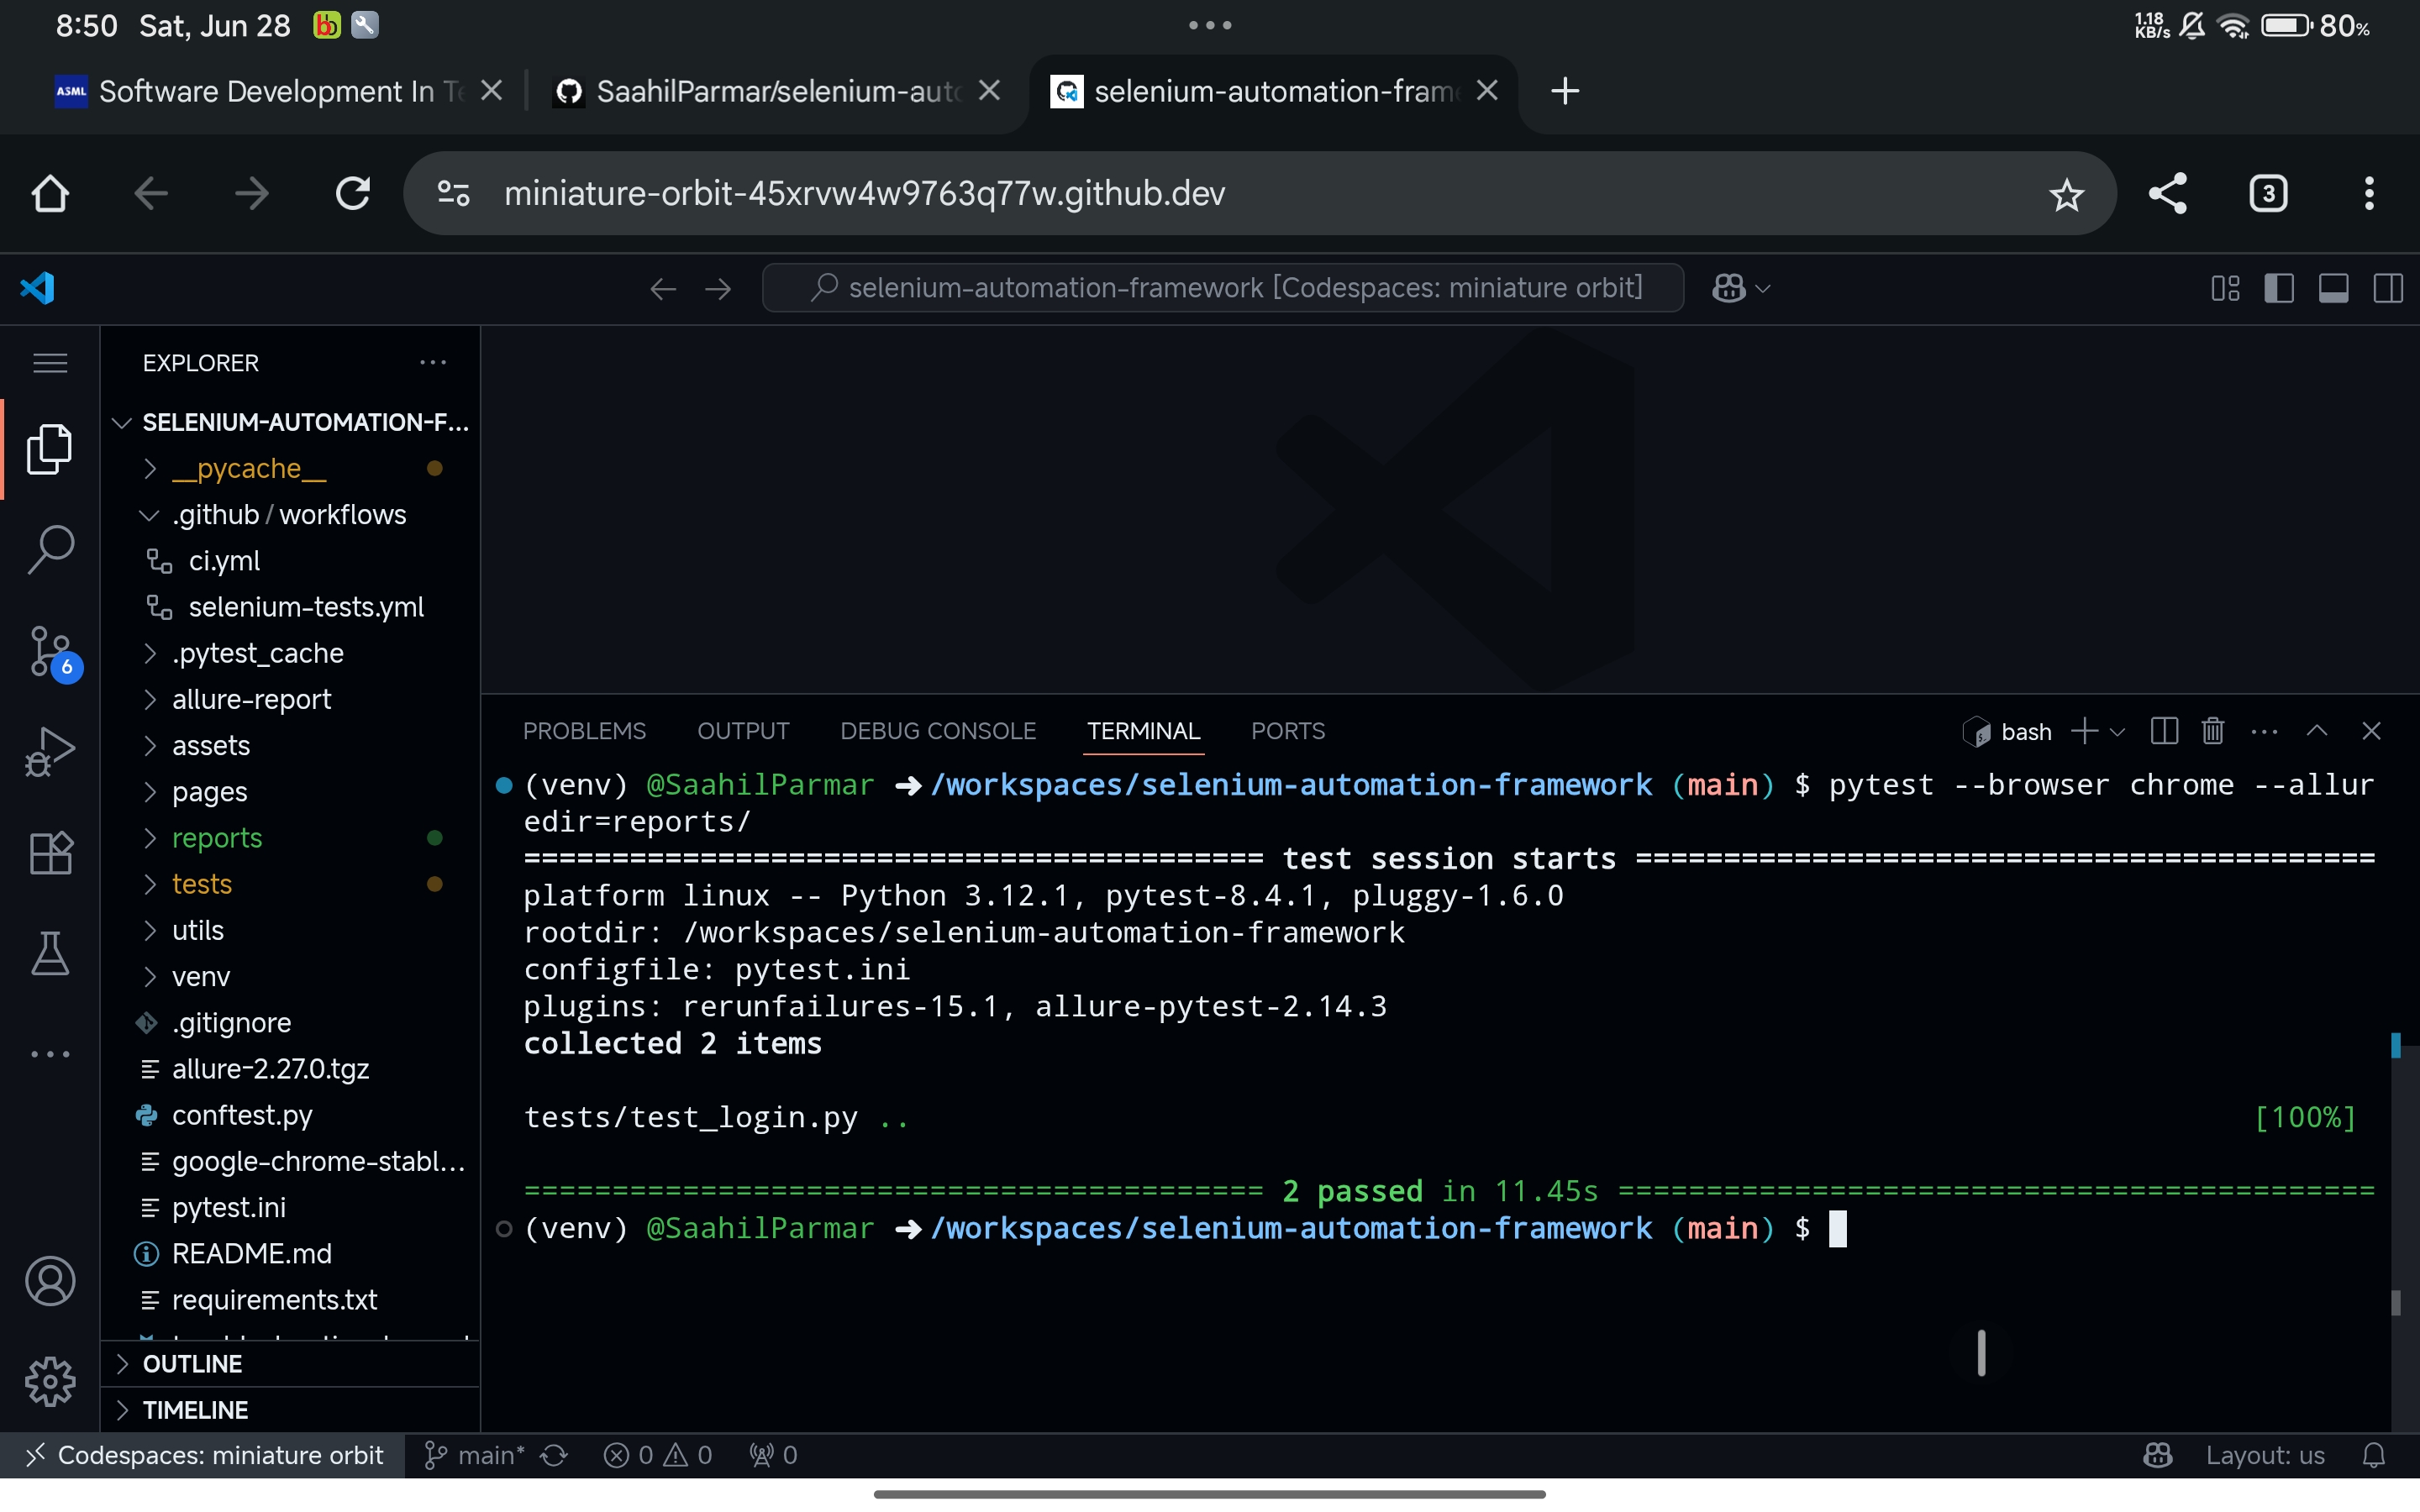 8:50 Sat, Jun 28
1.18 KB/s 80%
ASML Software Development In Te
SaahilParmar/selenium-auto
selenium-automation-frame
miniature-orbit-45xrvw4w9763q77w.github.dev
3
selenium-automation-framework [Codespaces: miniature orbit]
EXPLORER
SELENIUM-AUTOMATION-F...
__pycache__
.github / workflows
ci.yml
selenium-tests.yml
.pytest_cache
allure-report
assets
pages
reports
tests
utils
venv
.gitignore
allure-2.27.0.tgz
conftest.py
google-chrome-stabl...
pytest.ini
README.md
requirements.txt
OUTLINE
TIMELINE
6
PROBLEMS OUTPUT DEBUG CONSOLE TERMINAL PORTS
bash
(venv) @SaahilParmar ➜ /workspaces/selenium-automation-framework (main) $ pytest --browser chrome --allur
edir=reports/
========================================== test session starts ==========================================
platform linux -- Python 3.12.1, pytest-8.4.1, pluggy-1.6.0
rootdir: /workspaces/selenium-automation-framework
configfile: pytest.ini
plugins: rerunfailures-15.1, allure-pytest-2.14.3
collected 2 items
tests/test_login.py .. [100%]
========================================== 2 passed in 11.45s ===========================================
(venv) @SaahilParmar ➜ /workspaces/selenium-automation-framework (main) $
Codespaces: miniature orbit main* 0 0 0 Layout: us